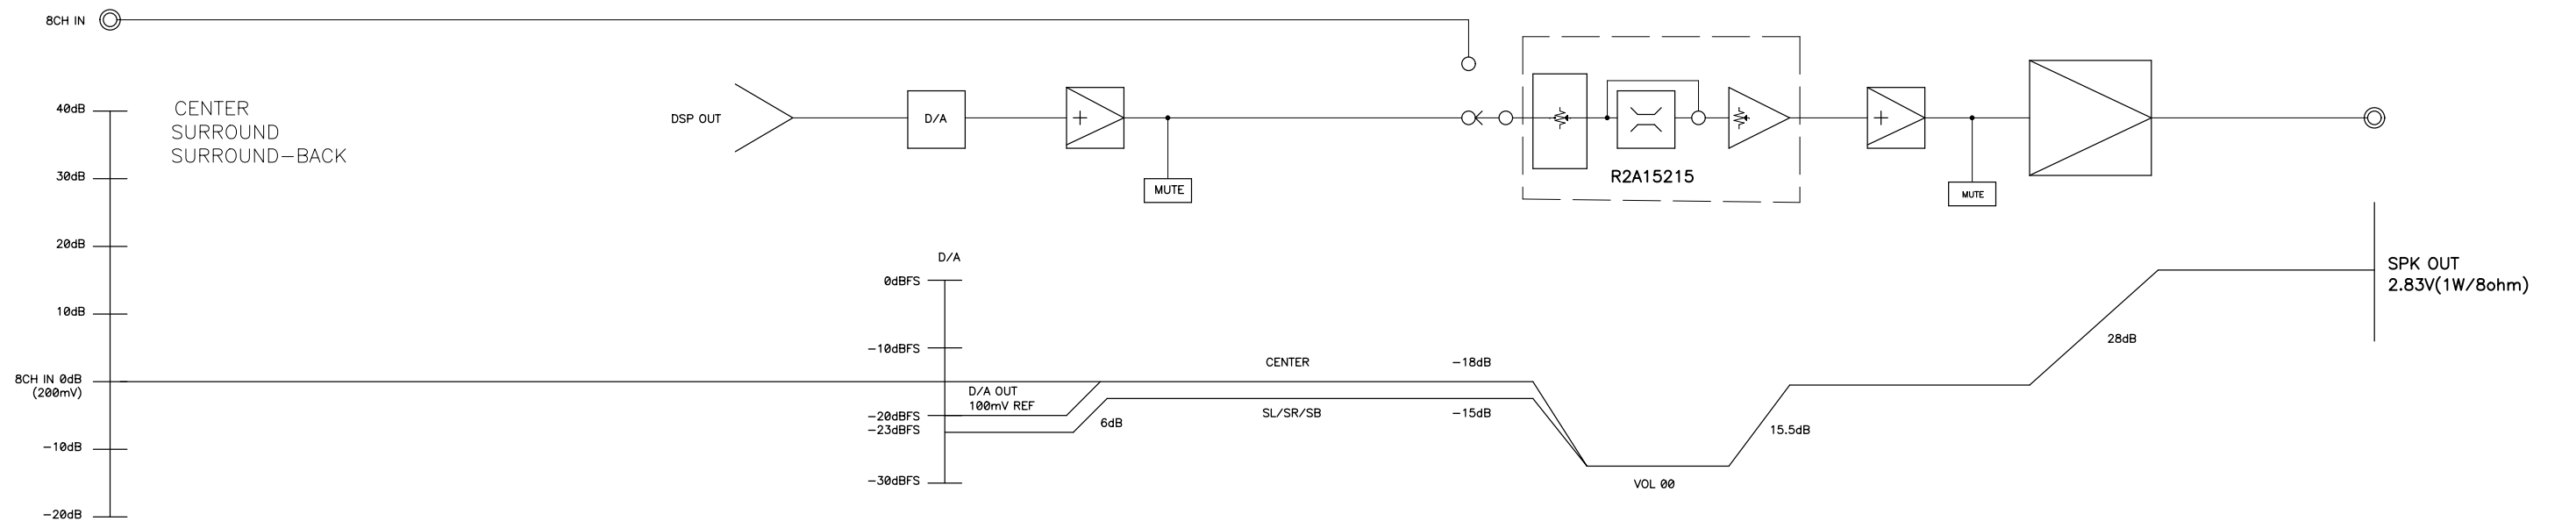 8CH IN
40dB
CENTER
SURROUND
SURROUND-BACK
DSP OUT
D/A
MUTE
R2A15215
MUTE
30dB
20dB
10dB
8CH IN 0dB
(200mV)
-10dB
-20dB
D/A
0dBFS
-10dBFS
D/A OUT
100mV REF
-20dBFS
-23dBFS
-30dBFS
6dB
CENTER
-18dB
SL/SR/SB
-15dB
VOL 00
15.5dB
28dB
SPK OUT
2.83V(1W/8ohm)